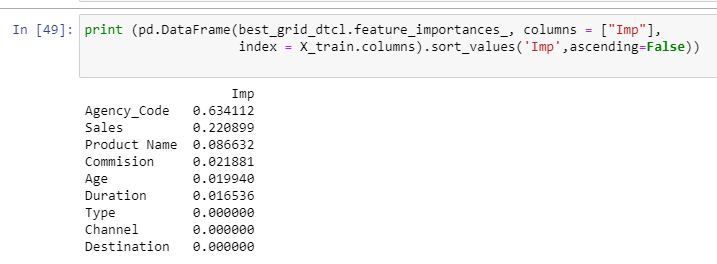 In [49]: print (pd.DataFrame(best_grid_dtcl.feature_importances_, columns = ["Imp"],
index = X_train.columns).sort_values('Imp',ascending=False))
Imp
Agency_Code 0.634112
Sales 0.220899
Product Name 0.086632
Commision 0.021881
Age 0.019940
Duration 0.016536
Type 0.000000
Channel 0.000000
Destination 0.000000